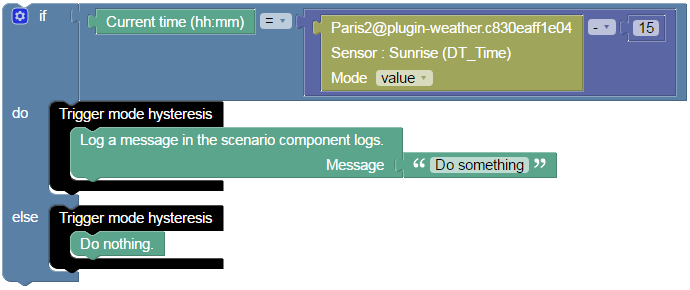 if Current time (hh:mm) = Paris2@plugin-weather.c830eaff1e04 - 15
Sensor : Sunrise (DT_Time)
Mode value
do Trigger mode hysteresis
Log a message in the scenario component logs.
Message “ Do something ”
else Trigger mode hysteresis
Do nothing.